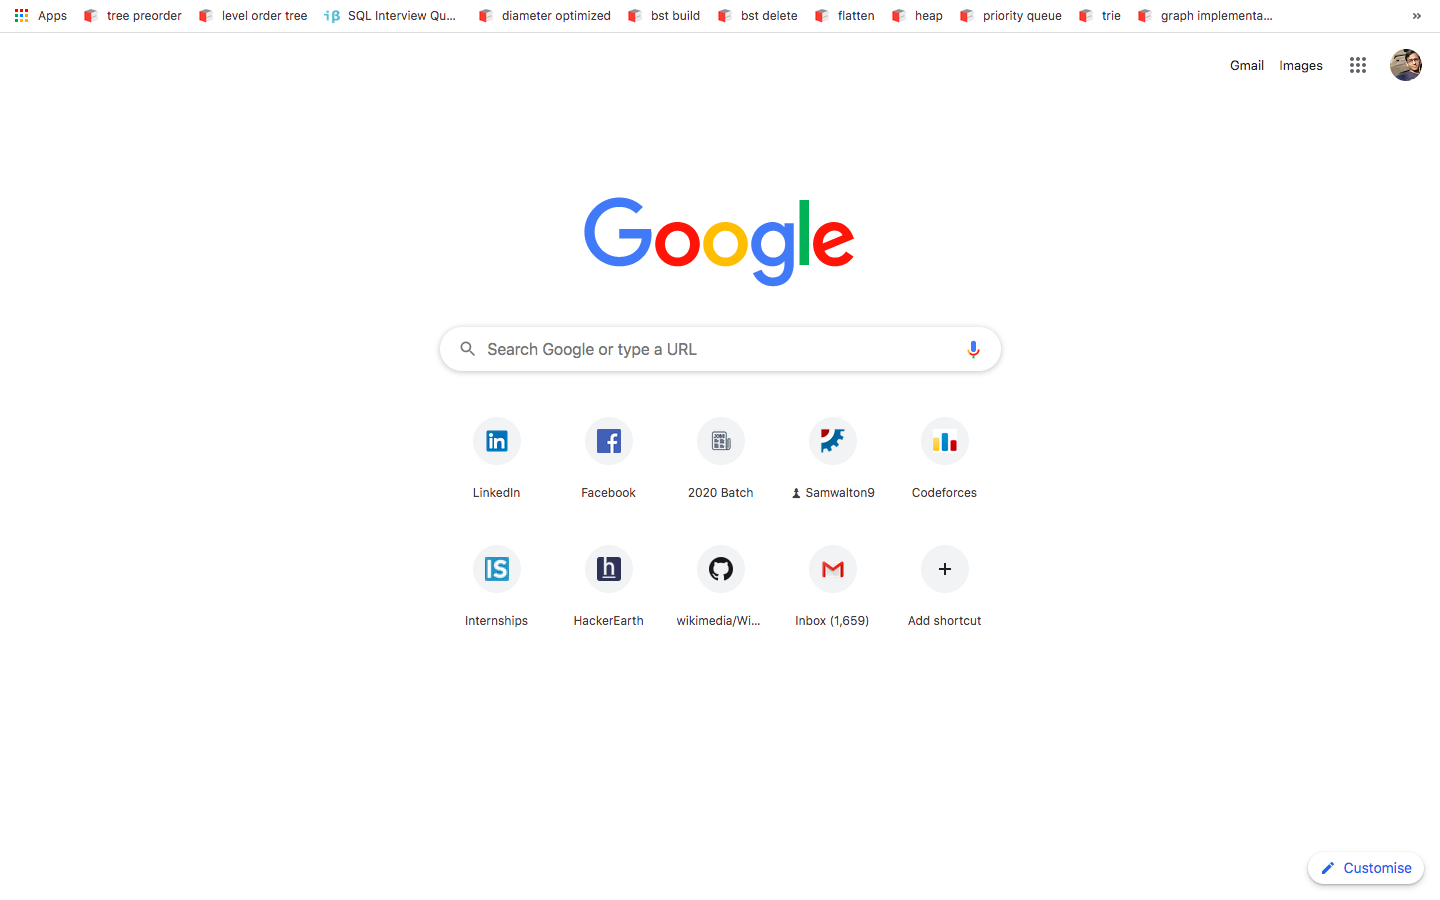 Apps tree preorder level order tree iβ SQL Interview Qu... diameter optimized bst build bst delete flatten heap priority queue trie graph implementa... »
Gmail Images
Google
Search Google or type a URL
LinkedIn Facebook 2020 Batch Samwalton9 Codeforces
Internships HackerEarth wikimedia/Wi... Inbox (1,659) Add shortcut
Customise